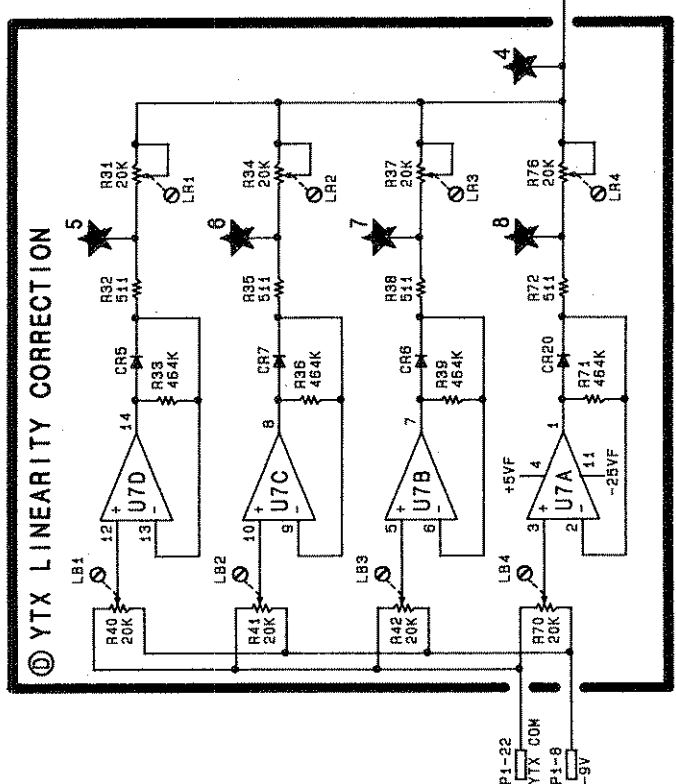 Ⓓ YTX LINEARITY CORRECTION
LB1
R40
20K
12
+
13
-
U7D
14
CR5
R33
464K
R32
511
5
R31
20K
LR1
LB2
R41
20K
10
+
9
-
U7C
8
CR7
R36
464K
R35
511
6
R34
20K
LR2
LB3
R42
20K
5
+
6
-
U7B
7
CR6
R39
464K
R38
511
7
R37
20K
LR3
LB4
R70
20K
3
+
2
-
U7A
+5VF
4
11
-25VF
1
CR20
R71
464K
R72
511
8
R76
20K
LR4
4
P1-22
YTX COM
P1-8
-9V